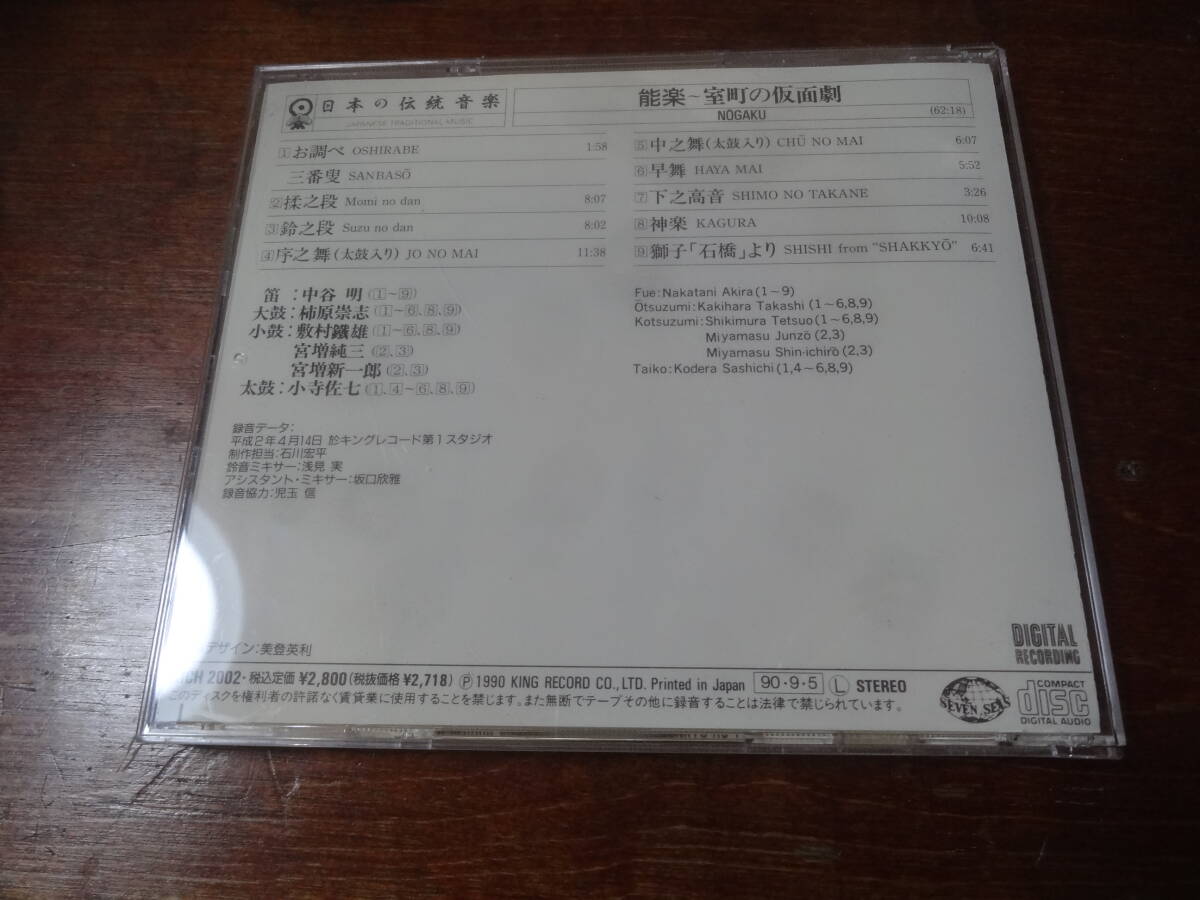 日本の伝統音楽
JAPANESE TRADITIONAL MUSIC
能楽~室町の仮面劇
NŌGAKU
(62:18)
1 お調べ OSHIRABE 1:58
三番叟 SANBASŌ
2 揉之段 Momi no dan 8:07
3 鈴之段 Suzu no dan 8:02
4 序之舞(太鼓入り) JO NO MAI 11:38
5 中之舞(太鼓入り) CHŪ NO MAI 6:07
6 早舞 HAYA MAI 5:52
7 下之高音 SHIMO NO TAKANE 3:26
8 神楽 KAGURA 10:08
9 獅子「石橋」より SHISHI from "SHAKKYŌ" 6:41
笛:中谷 明(1~9)
大鼓:柿原崇志(1~6.8.9)
小鼓:敷村鐵雄(1~6.8.9)
宮増純三(2.3)
宮増新一郎(2.3)
太鼓:小寺佐七(1.4~6.8.9)
Fue:Nakatani Akira(1~9)
Ōtsuzumi:Kakihara Takashi(1~6,8,9)
Kotsuzumi:Shikimura Tetsuo(1~6,8,9)
Miyamasu Junzō(2,3)
Miyamasu Shin-ichirō(2,3)
Taiko:Kodera Sashichi(1,4~6,8,9)
録音データ:
平成2年4月14日 於キングレコード第1スタジオ
制作担当:石川宏平
鈴音ミキサー:浅見 実
アシスタント・ミキサー:坂口欣雅
録音協力:児玉 信
デザイン:美登英利
DIGITAL
RECORDING
CH 2002・税込定価 ¥2,800(税抜価格 ¥2,718) Ⓟ1990 KING RECORD CO.,LTD. Printed in Japan 90・9・5 Ⓛ STEREO
このディスクを権利者の許諾なく賃貸業に使用することを禁じます。また無断でテープその他に録音することは法律で禁じられています。
SEVEN SEAS
COMPACT
disc
DIGITAL AUDIO